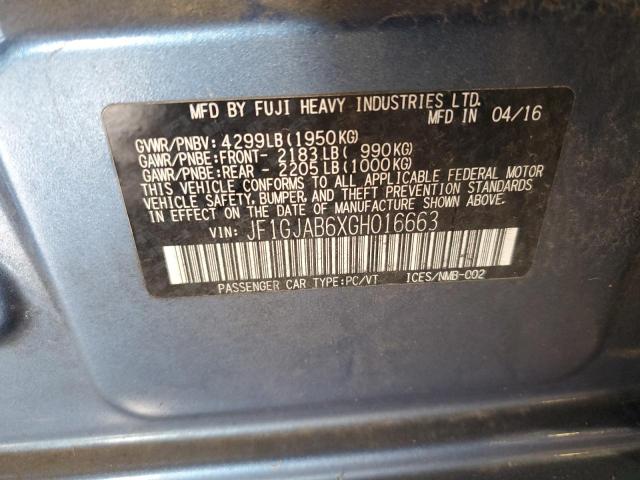 MFD BY FUJI HEAVY INDUSTRIES LTD.
MFD IN 04/16
GVWR/PNBV: 4299LB(1950KG)
GAWR/PNBE:FRONT- 2183LB( 990KG)
GAWR/PNBE:REAR - 2205LB(1000KG)
THIS VEHICLE CONFORMS TO ALL APPLICABLE FEDERAL MOTOR
VEHICLE SAFETY, BUMPER, AND THEFT PREVENTION STANDARDS
IN EFFECT ON THE DATE OF MANUFACTURE SHOWN ABOVE.
VIN: JF1GJAB6XGH016663
PASSENGER CAR TYPE:PC/VT ICES/NMB-002